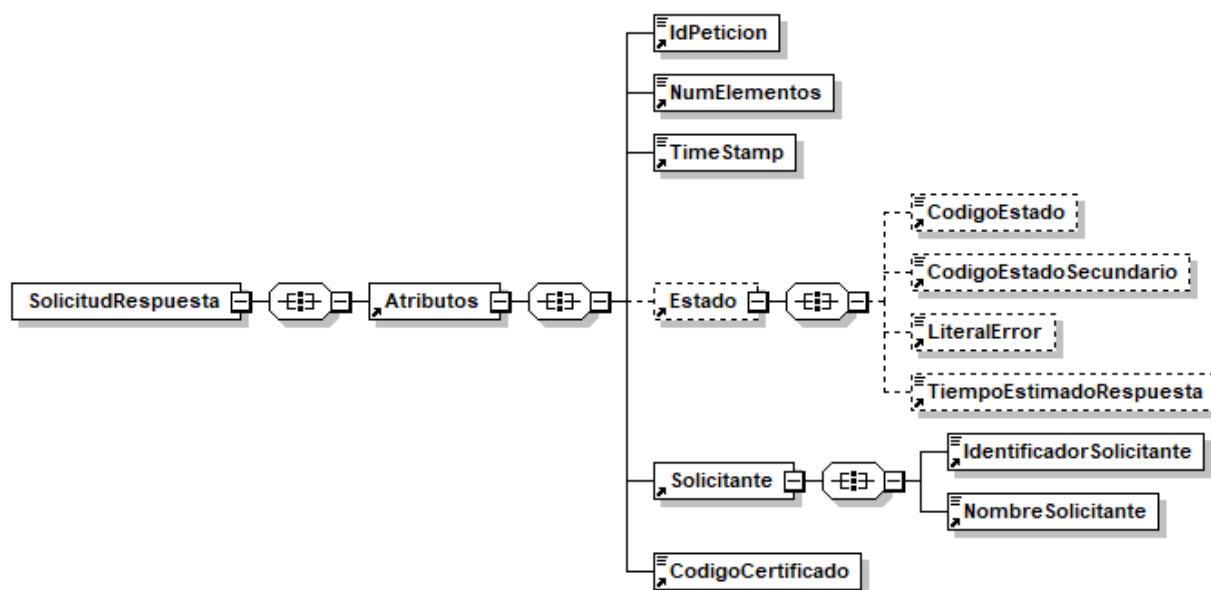 IdPeticion
NumElementos
TimeStamp
CodigoEstado
CodigoEstadoSecundario
SolicitudRespuesta
Atributos
Estado
LiteralError
TiempoEstimadoRespuesta
IdentificadorSolicitante
Solicitante
NombreSolicitante
CodigoCertificado